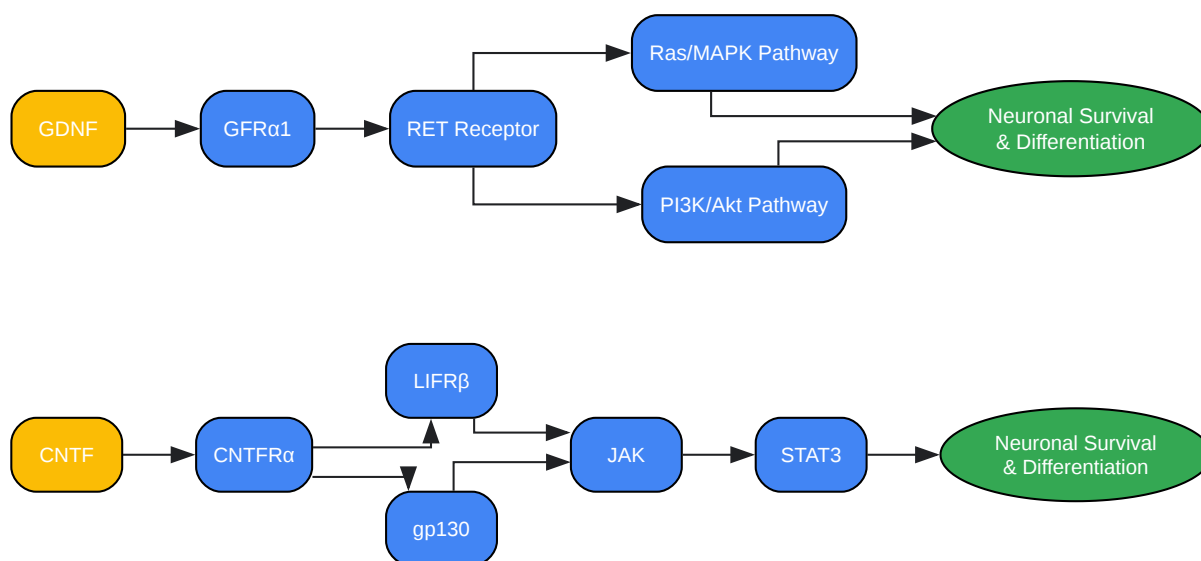 Ras/MAPK Pathway
GDNF
GFRα1
RET Receptor
Neuronal Survival
& Differentiation
PI3K/Akt Pathway
LIFRβ
CNTF
CNTFRα
JAK
STAT3
Neuronal Survival
& Differentiation
gp130